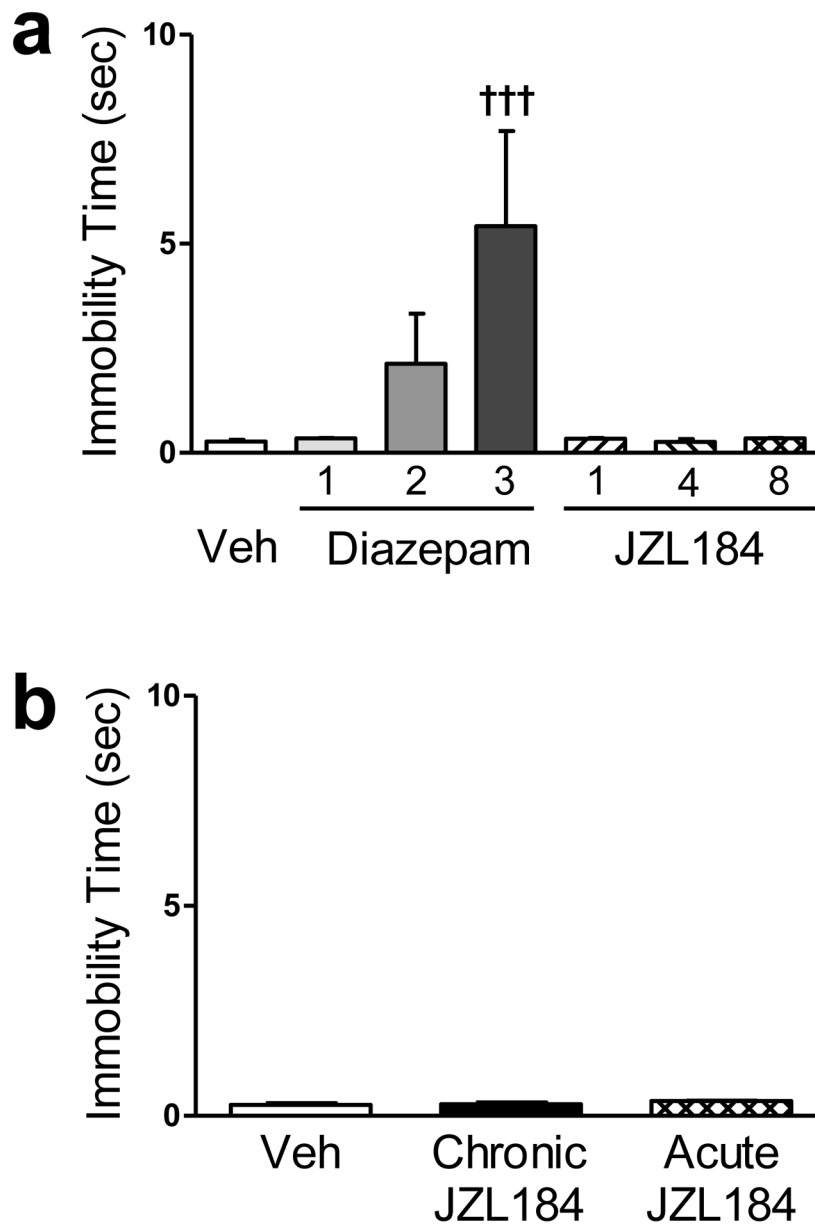 a
Immobility Time (sec)
10
5
0
†††
1 2 3 1 4 8
Veh Diazepam JZL184
b
Immobility Time (sec)
10
5
0
Veh Chronic Acute
JZL184 JZL184